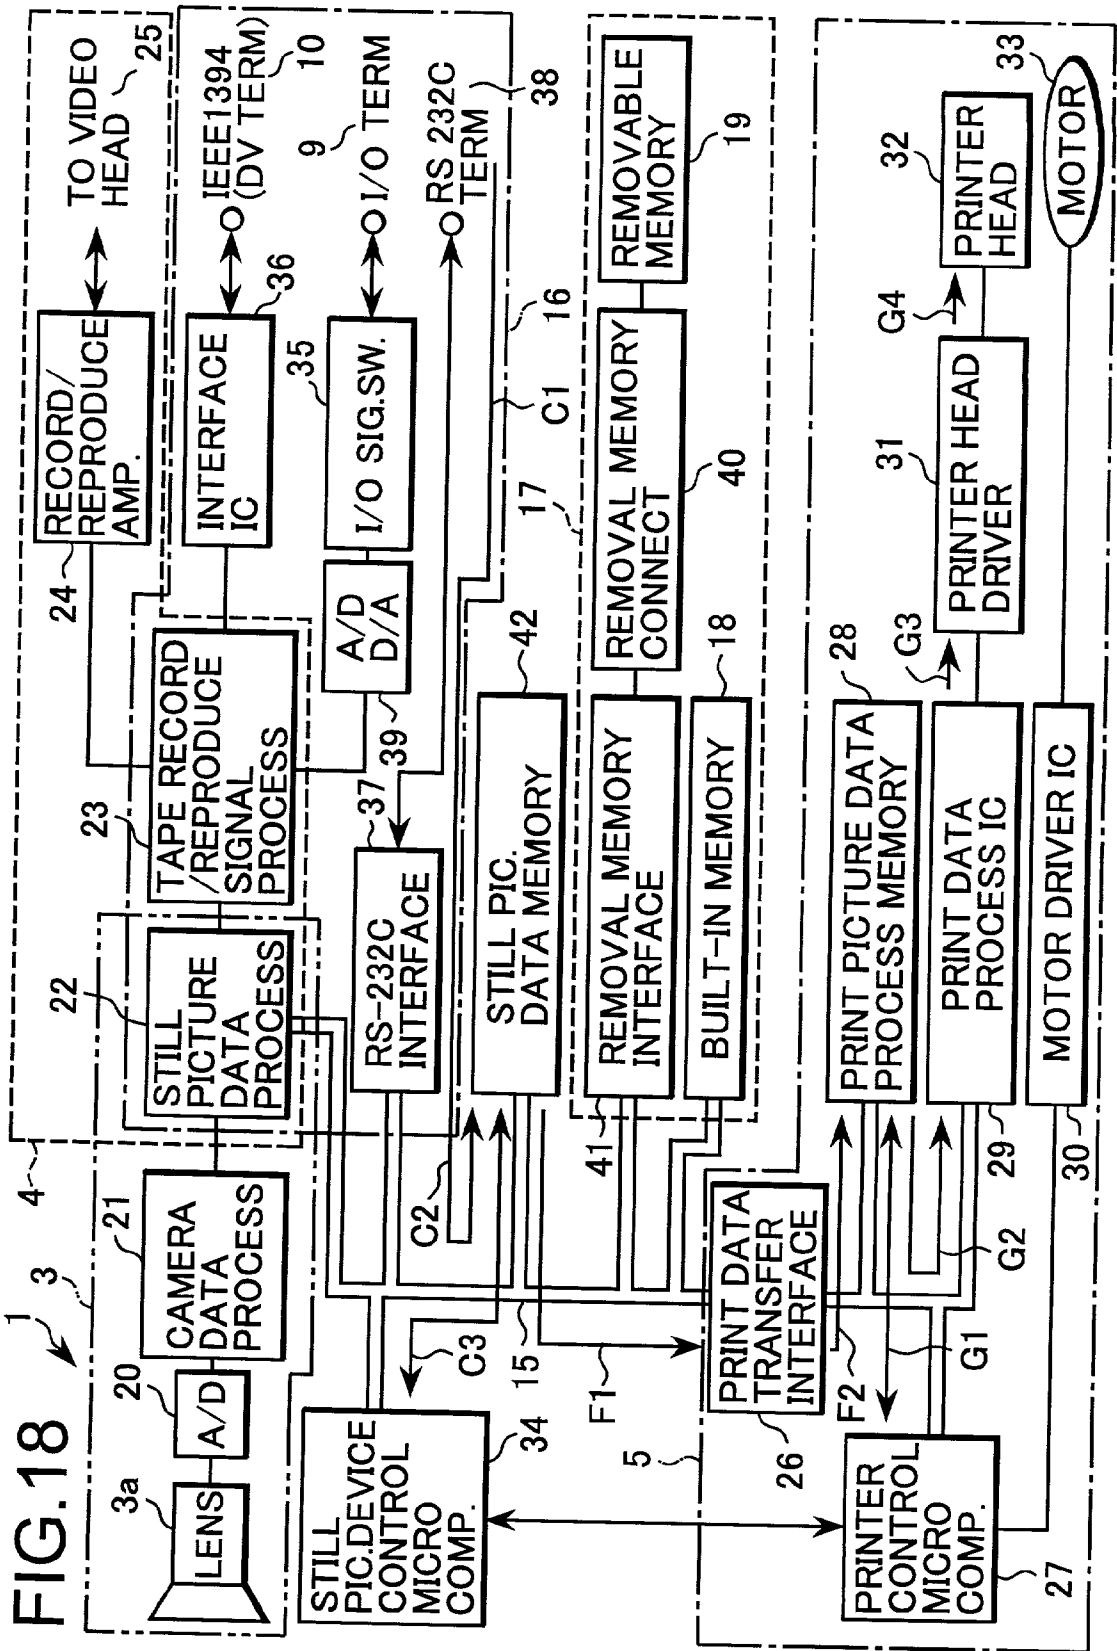 FIG.18
1
3
4
3a
LENS
20
A/D
21
CAMERA
DATA
PROCESS
22
STILL
PICTURE
DATA
PROCESS
23
TAPE RECORD
/REPRODUCE
SIGNAL
PROCESS
24
RECORD/
REPRODUCE
AMP.
TO VIDEO
HEAD
25
INTERFACE
IC
36
IEEE1394
(DV TERM)
10
A/D
D/A
39
I/O SIG.SW.
35
9
I/O TERM
RS 232C
TERM
38
37
RS-232C
INTERFACE
16
C1
STILL
PIC.DEVICE
CONTROL
MICRO
COMP.
34
C3
C2
15
F1
STILL PIC.
DATA MEMORY
42
17
41
REMOVAL MEMORY
INTERFACE
REMOVAL MEMORY
CONNECT
40
REMOVABLE
MEMORY
19
BUILT-IN MEMORY
18
5
PRINT DATA
TRANSFER
INTERFACE
26
F2
G1
G2
PRINTER
CONTROL
MICRO
COMP.
27
PRINT PICTURE DATA
PROCESS MEMORY
28
PRINT DATA
PROCESS IC
29
MOTOR DRIVER IC
30
G3
PRINTER HEAD
DRIVER
31
G4
PRINTER
HEAD
32
MOTOR
33